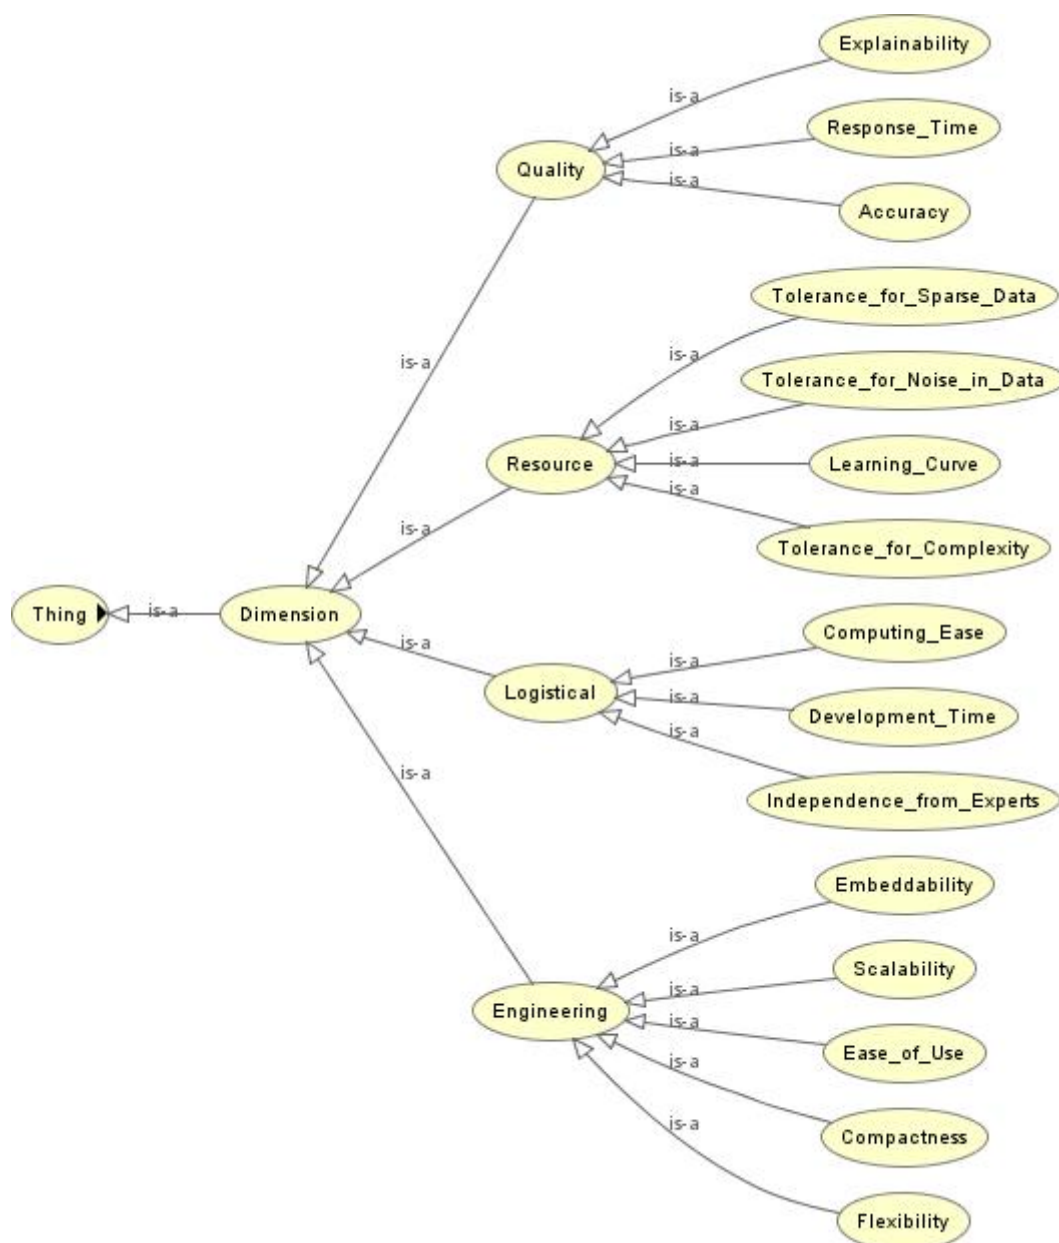 Explainability
is-a
Response_Time
is-a
Quality
is-a
Accuracy
Tolerance_for_Sparse_Data
is-a
is-a
Tolerance_for_Noise_in_Data
is-a
Resource
is-a
Learning_Curve
is-a
is-a
Tolerance_for_Complexity
Thing
is-a
Dimension
Computing_Ease
is-a
is-a
Logistical
is-a
Development_Time
is-a
is-a
Independence_from_Experts
Embeddability
is-a
Scalability
is-a
Engineering
is-a
Ease_of_Use
is-a
Compactness
is-a
Flexibility